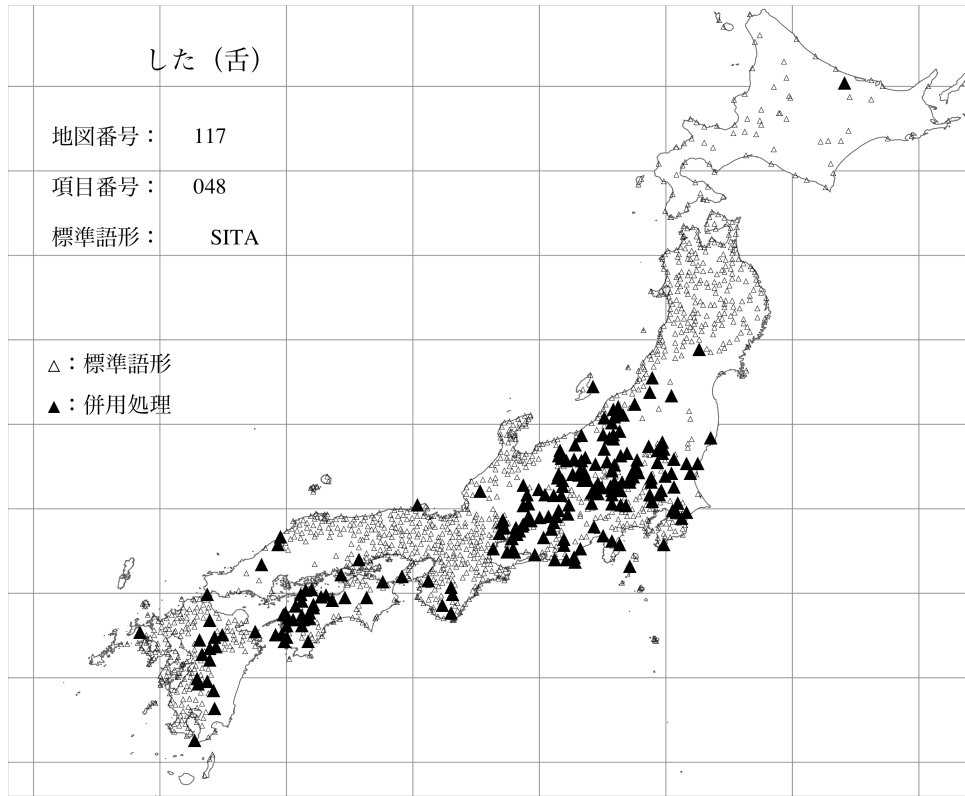 した（舌）
地図番号： 117
項目番号： 048
標準語形： SITA
△：標準語形
▲：併用処理